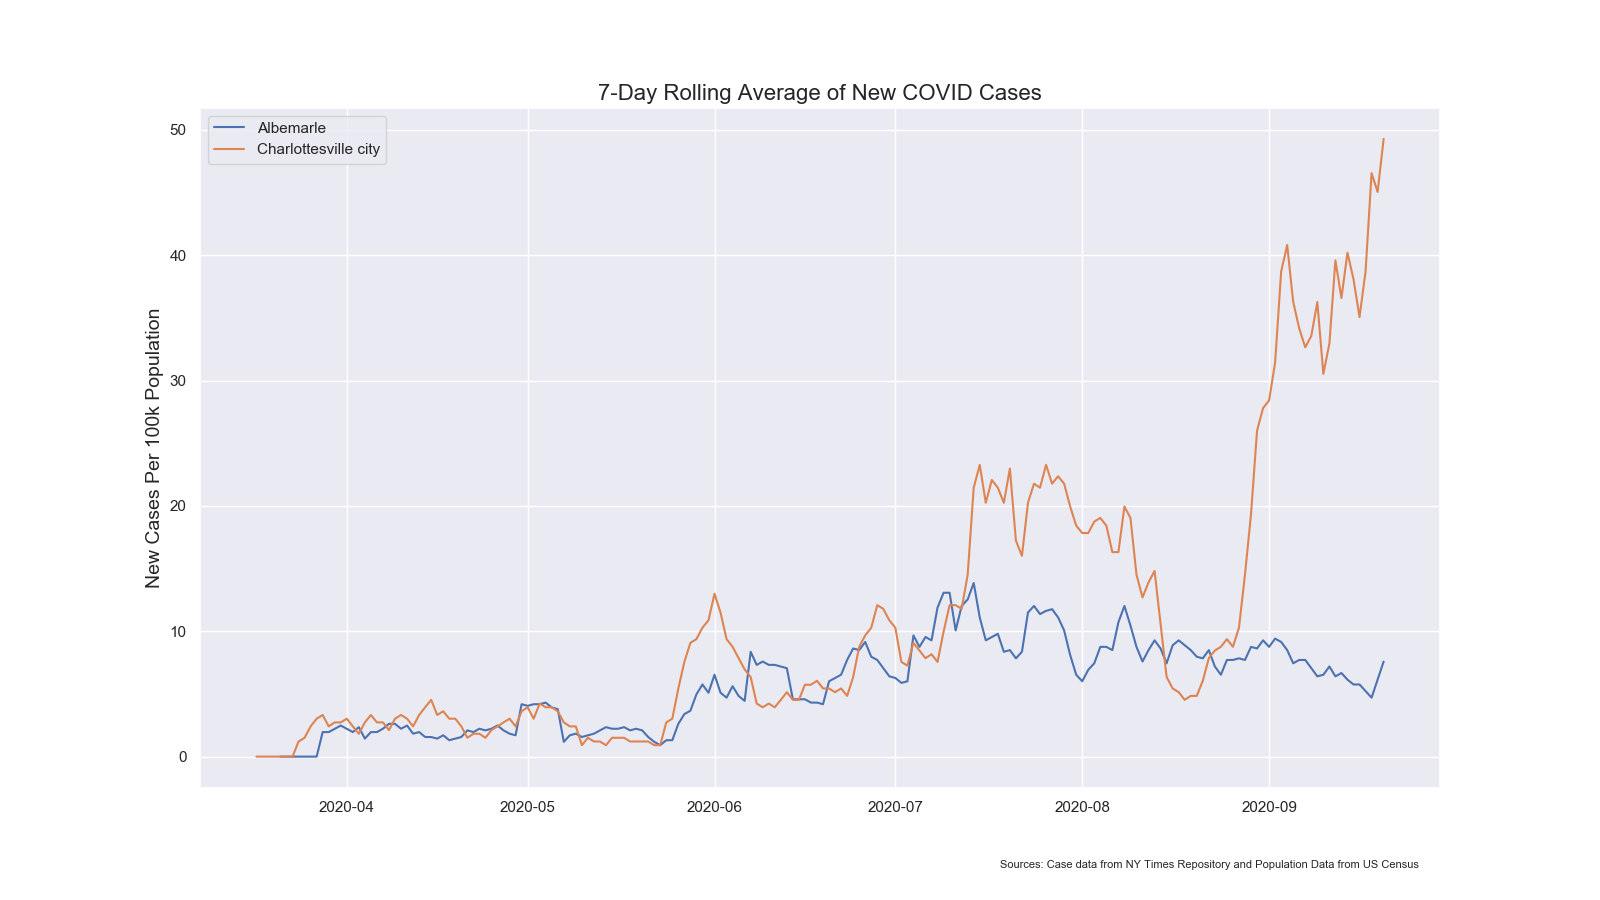 7-Day Rolling Average of New COVID Cases
Albemarle
Charlottesville city
New Cases Per 100k Population
50
40
30
20
10
0
2020-04
2020-05
2020-06
2020-07
2020-08
2020-09
Sources: Case data from NY Times Repository and Population Data from US Census